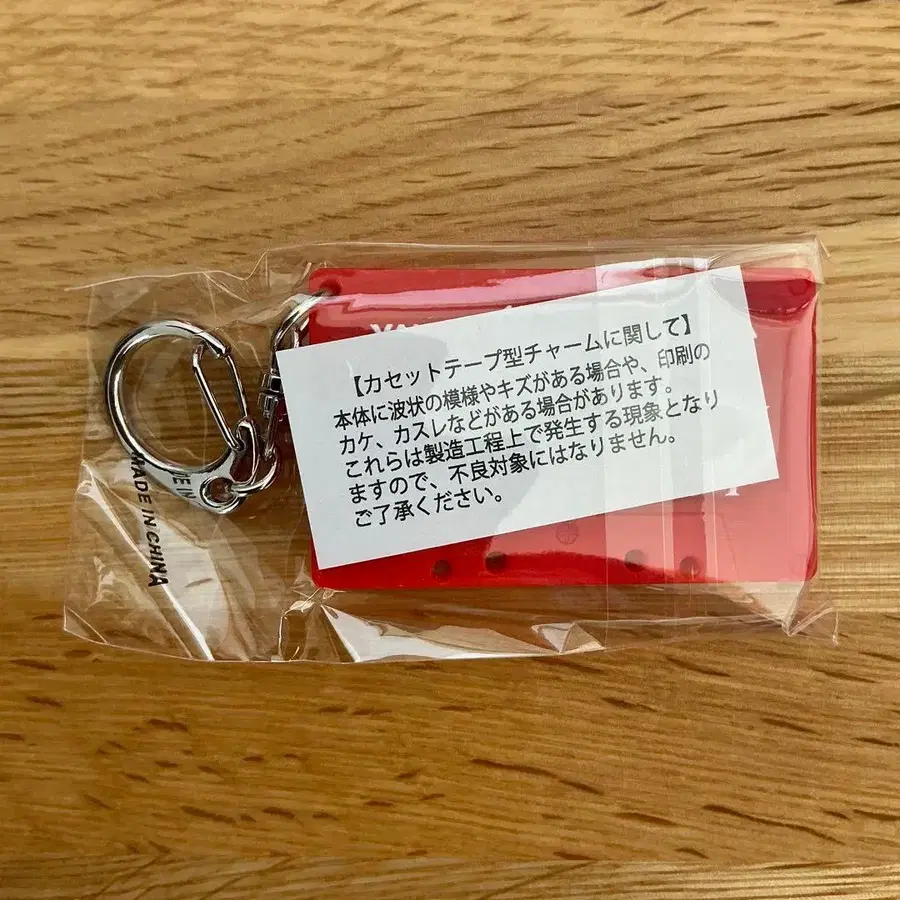 【カセットテープ型チャームに関して】
本体に波状の模様やキズがある場合や、印刷の
カケ、カスレなどがある場合があります。
これらは製造工程上で発生する現象となり
ますので、不良対象にはなりません。
ご了承ください。
MADE IN CHINA